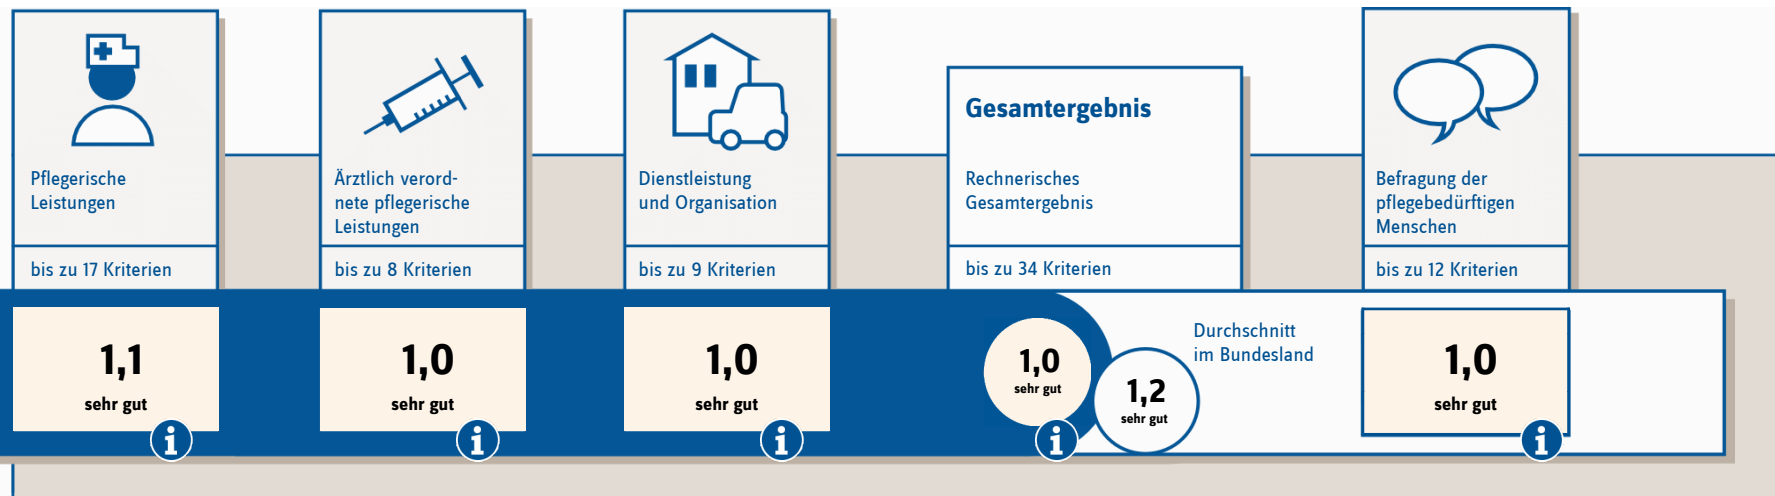 Pflegerische
Leistungen
bis zu 17 Kriterien
1,1
sehr gut
i
Ärztlich verord-
nete pflegerische
Leistungen
bis zu 8 Kriterien
1,0
sehr gut
i
Dienstleistung
und Organisation
bis zu 9 Kriterien
1,0
sehr gut
i
Gesamtergebnis
Rechnerisches
Gesamtergebnis
bis zu 34 Kriterien
1,0
sehr gut
i
Durchschnitt
im Bundesland
1,2
sehr gut
Befragung der
pflegebedürftigen
Menschen
bis zu 12 Kriterien
1,0
sehr gut
i